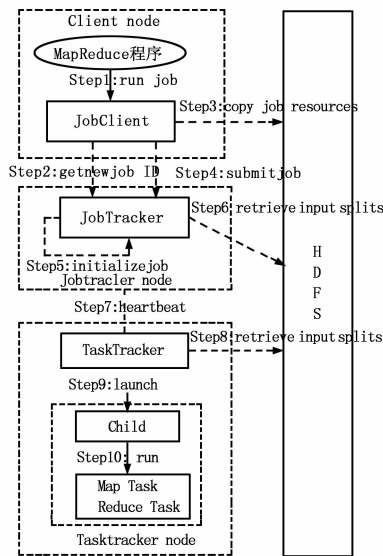 Client node
MapReduce程序
Step1:run job
JobClient
Step3:copy job resources
Step2:getnewjob ID
Step4:submitjob
JobTracker
Step6:retrieve input splits
Step5:initializejob
Jobtracler node
HDFS
Step7:heartbeat
TaskTracker
Step8:retrieve input splits
Step9:launch
Child
Step10: run
Map Task
Reduce Task
Tasktracker node